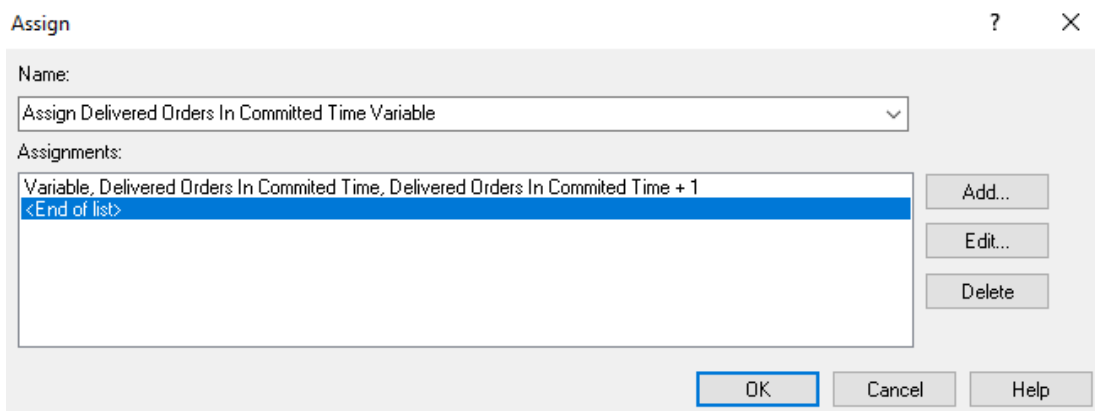 Assign
?
Name:
Assign Delivered Orders In Committed Time Variable
Assignments:
Variable, Delivered Orders In Commited Time, Delivered Orders In Commited Time + 1
<End of list>
Add...
Edit...
Delete
OK
Cancel
Help